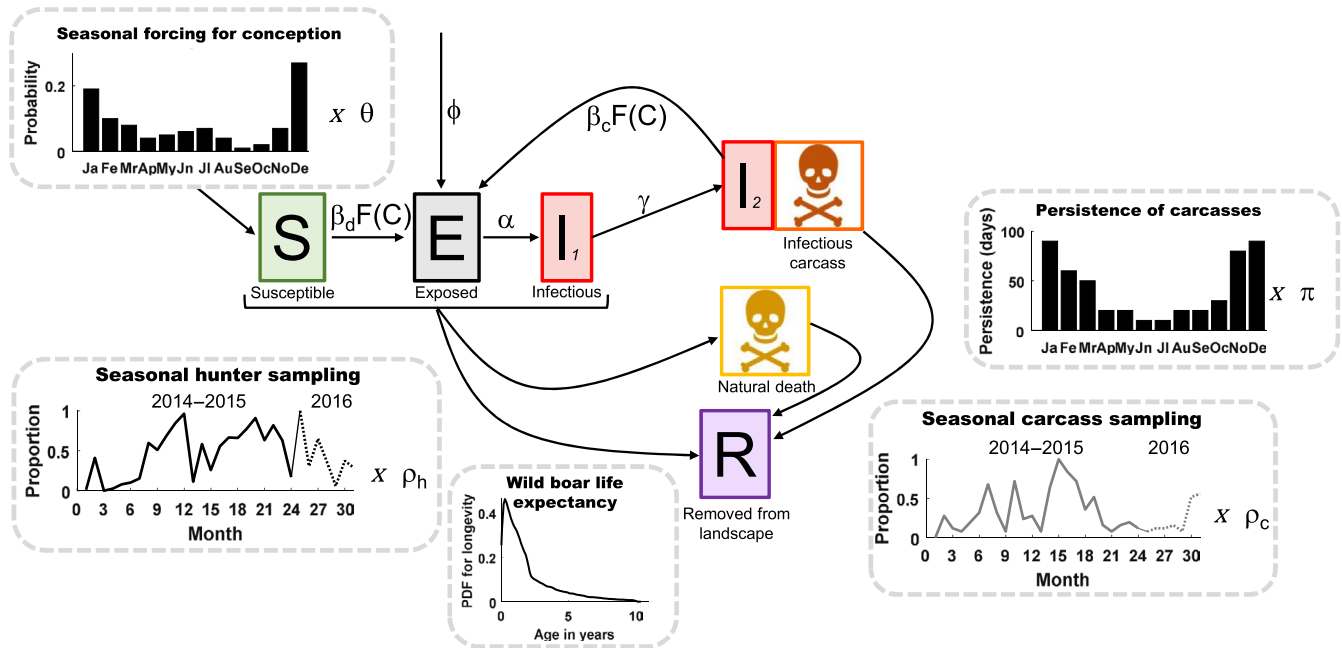 Seasonal forcing for conception
Probability
0.2
0
Ja Fe Mr Ap My Jn Jl Au Se Oc No De
x θ
ϕ
β_cF(C)
β_dF(C)
α
γ
S
E
I_1
I_2
Susceptible
Exposed
Infectious
Infectious
carcass
Natural death
R
Removed from
landscape
Persistence of carcasses
Persistence (days)
100
50
0
Ja Fe Mr Ap My Jn Jl Au Se Oc No De
x π
Seasonal hunter sampling
2014–2015 2016
Proportion
1
0.5
0
0 3 6 9 12 15 18 21 24 27 30
Month
x ρ_h
Wild boar life
expectancy
PDF for longevity
0.4
0.2
0
0 5 10
Age in years
Seasonal carcass sampling
2014–2015 2016
Proportion
1
0.5
0
0 3 6 9 12 15 18 21 24 27 30
Month
x ρ_c